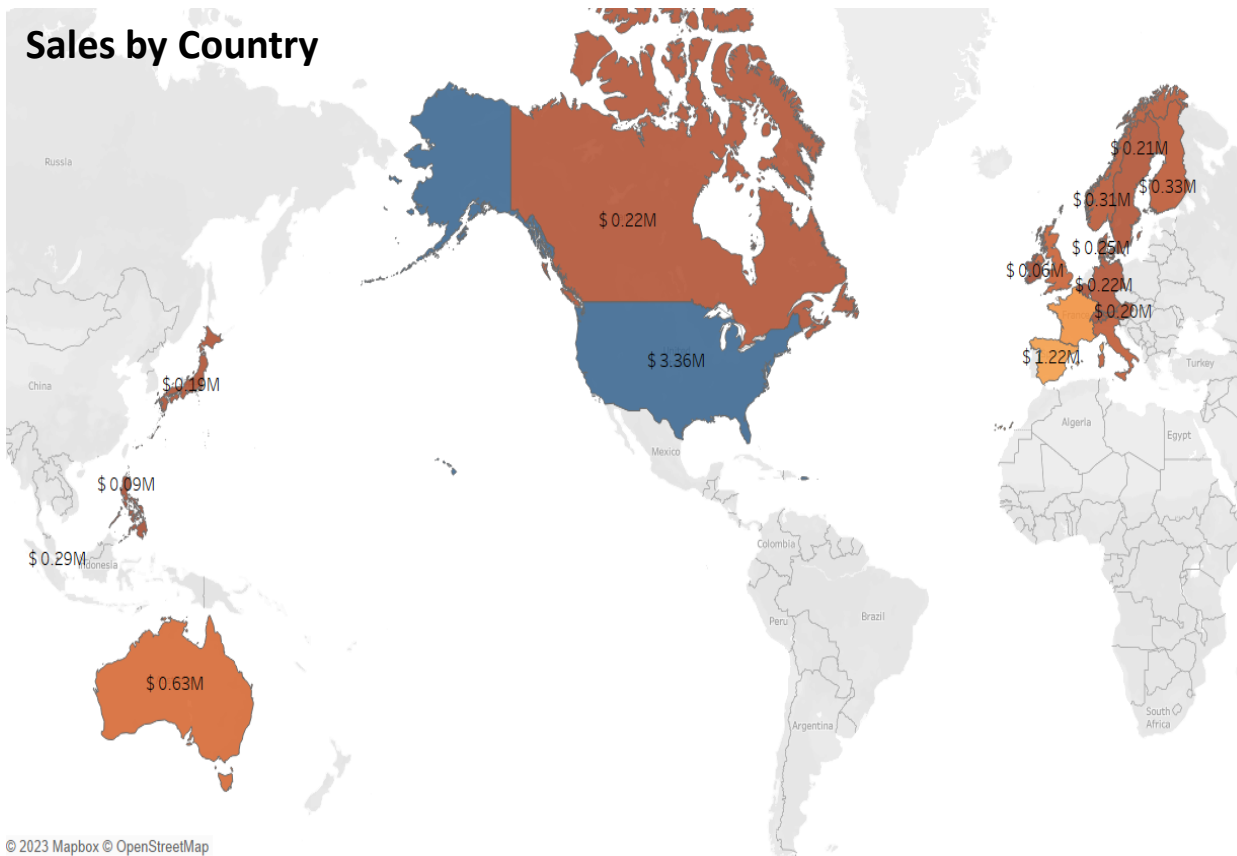 Sales by Country
Russia
$ 0.21M
$ 0.33M
$ 0.31M
$ 0.22M
$ 0.25M
$ 0.06M
$ 0.22M
$ 0.20M
France
$ 3.36M
$ 1.22M
Turkey
China
$ 0.19M
Algeria
Egypt
Mexico
$ 0.09M
$ 0.29M
Indonesia
Colombia
Peru
Brazil
$ 0.63M
Argentina
South
Africa
© 2023 Mapbox © OpenStreetMap